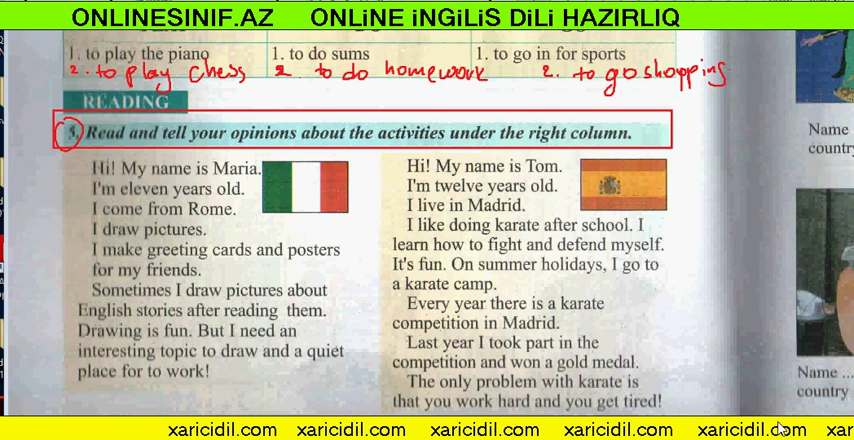 ONLINESINIF.AZ ONLiNE iNGiLiS DiLi HAZIRLIQ
1. to play the piano 1. to do sums 1. to go in for sports
2. to play chess 2. to do homework 2. to go shopping
READING
5. Read and tell your opinions about the activities under the right column.
Hi! My name is Maria.
I'm eleven years old.
I come from Rome.
I draw pictures.
I make greeting cards and posters
for my friends.
Sometimes I draw pictures about
English stories after reading them.
Drawing is fun. But I need an
interesting topic to draw and a quiet
place for to work!
Hi! My name is Tom.
I'm twelve years old.
I live in Madrid.
I like doing karate after school. I
learn how to fight and defend myself.
It's fun. On summer holidays, I go to
a karate camp.
Every year there is a karate
competition in Madrid.
Last year I took part in the
competition and won a gold medal.
The only problem with karate is
that you work hard and you get tired!
Name
country
Name ...
country
xaricidil.com xaricidil.com xaricidil.com xaricidil.com xaricidil.com xar